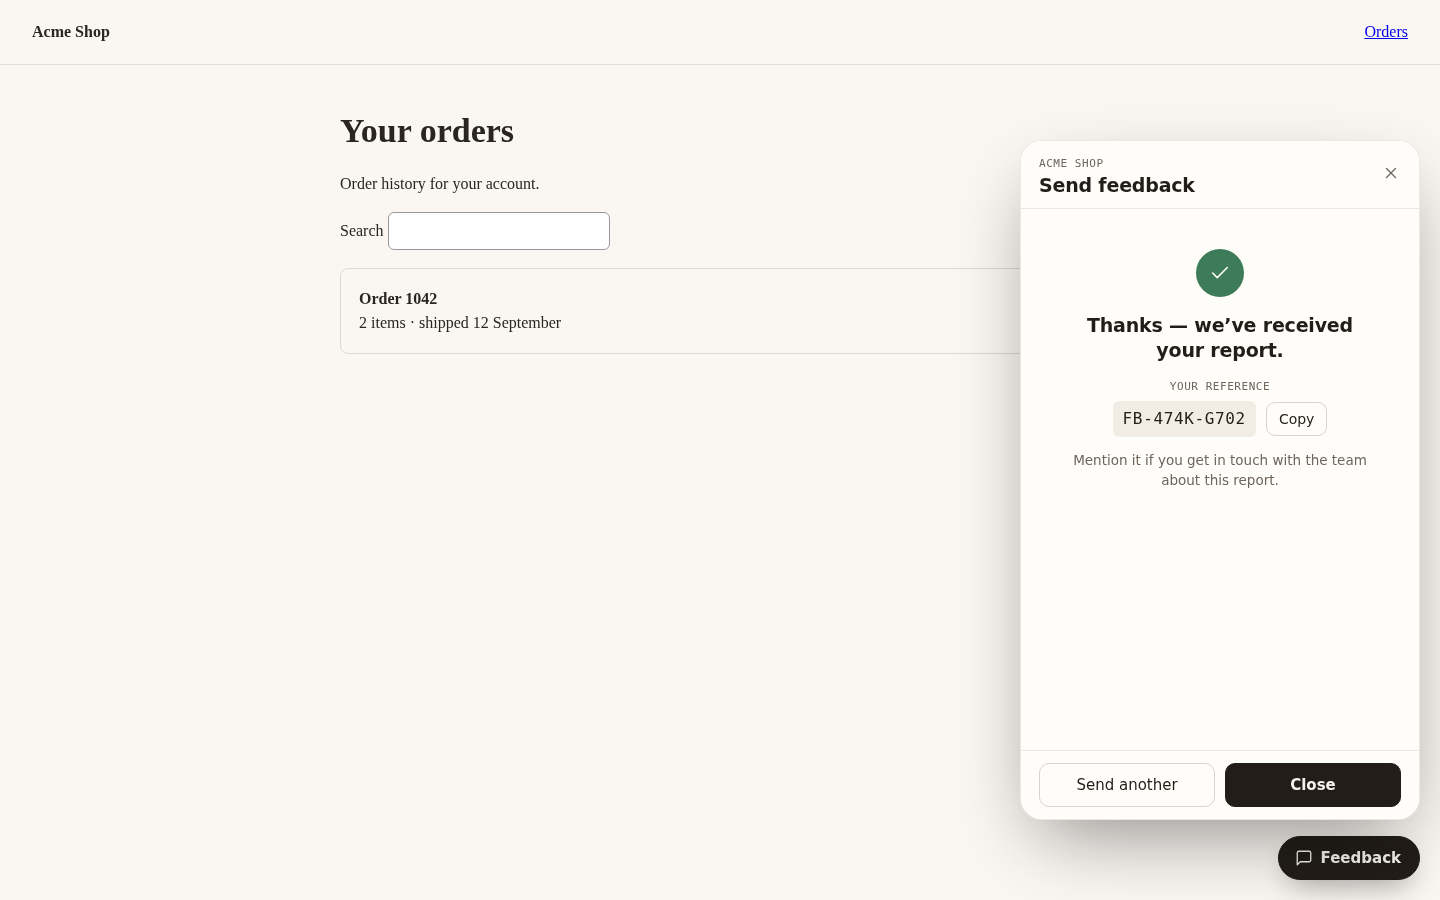 Acme Shop
Orders
Your orders
Order history for your account.
Search
Order 1042
2 items · shipped 12 September
ACME SHOP
Send feedback
Thanks — we’ve received
your report.
YOUR REFERENCE
FB-474K-G702
Copy
Mention it if you get in touch with the team
about this report.
Send another
Close
Feedback